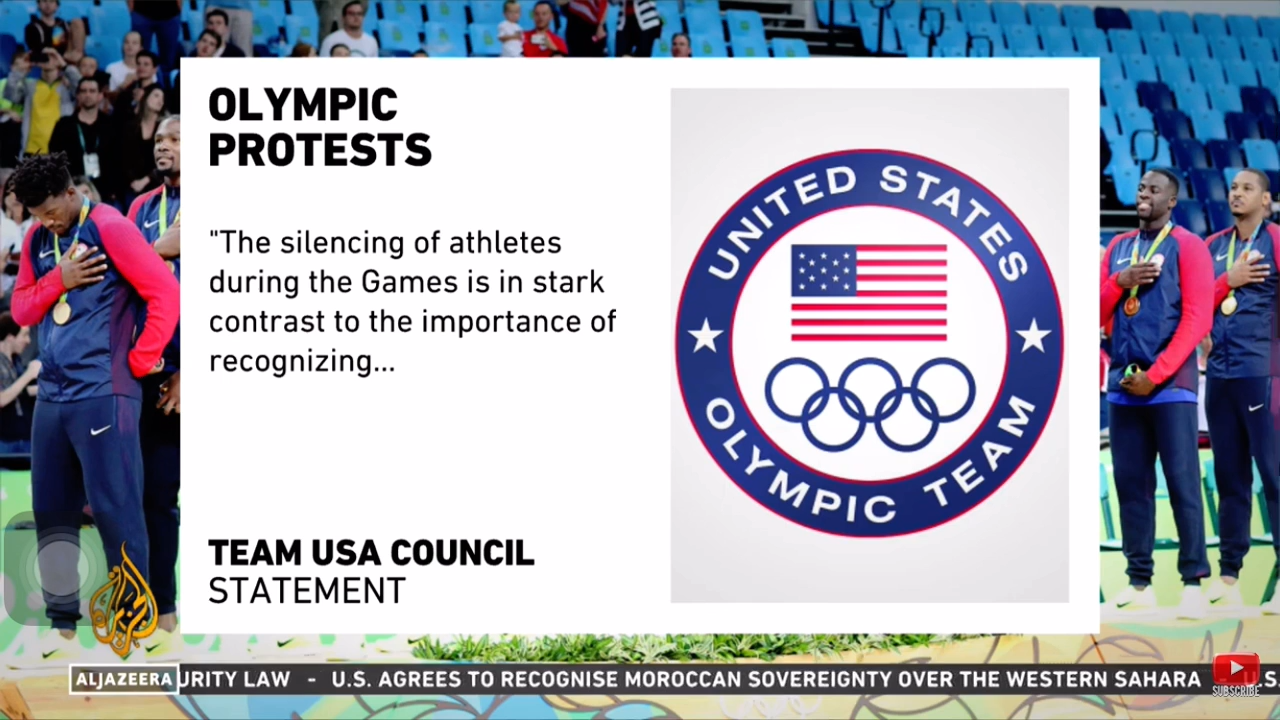 OLYMPIC
PROTESTS
"The silencing of athletes
during the Games is in stark
contrast to the importance of
recognizing...
TEAM USA COUNCIL
STATEMENT
UNITED STATES
OLYMPIC TEAM
ALJAZEERA
URITY LAW - U.S. AGREES TO RECOGNISE MOROCCAN SOVEREIGNTY OVER THE WESTERN SAHARA
SUBSCRIBE